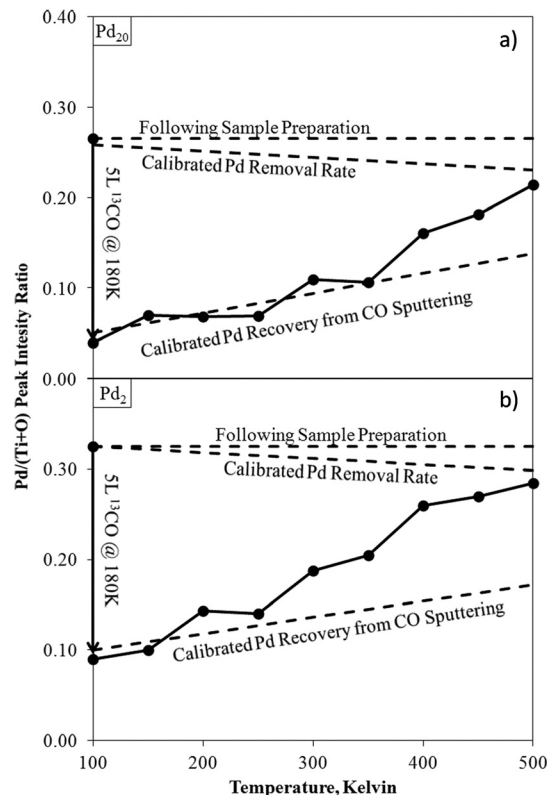 0.40
Pd20
a)
Following Sample Preparation
0.30
Calibrated Pd Removal Rate
5L 13CO @ 180K
0.20
0.10
Calibrated Pd Recovery from CO Sputtering
0.00
Pd/(Ti+O) Peak Intesity Ratio
Pd2
b)
Following Sample Preparation
0.30
Calibrated Pd Removal Rate
5L 13CO @ 180K
0.20
0.10
Calibrated Pd Recovery from CO Sputtering
0.00
100 200 300 400 500
Temperature, Kelvin